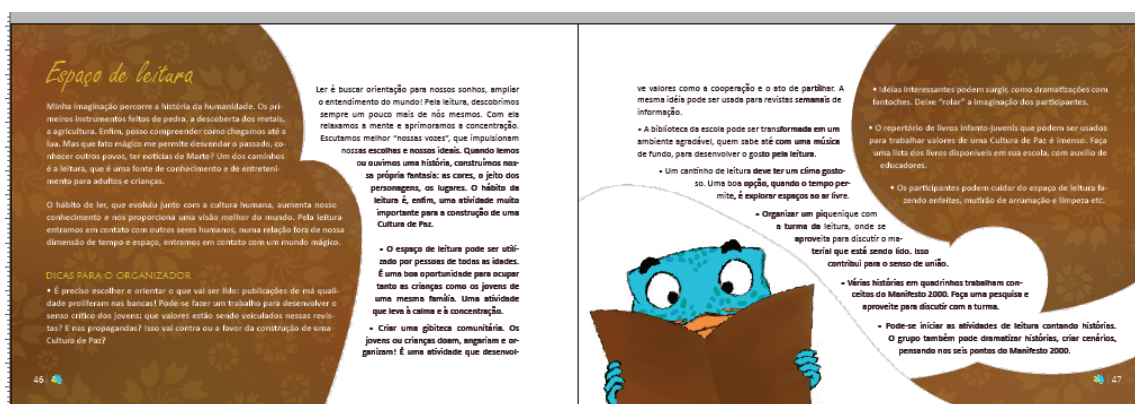 Espaço de leitura
Minha imaginação percorre a história da humanidade. Os pri-
meiros instrumentos feitos de pedra, a descoberta dos metais,
a agricultura. Enfim, posso compreender como chegamos até a
lua. Mas que fato mágico me permite desvendar o passado, co-
nhecer outros povos, ter notícias de Marte? Um dos caminhos
é a leitura, que é uma fonte de conhecimento e de entreteni-
mento para adultos e crianças.
O hábito de ler, que evoluiu junto com a cultura humana, aumenta nosso
conhecimento e nos proporciona uma visão melhor do mundo. Pela leitura
entramos em contato com outros seres humanos, numa relação fora de nossa
dimensão de tempo e espaço, entramos em contato com um mundo mágico.
DICAS PARA O ORGANIZADOR
• É preciso escolher e orientar o que vai ser lido: publicações de má quali-
dade proliferam nas bancas! Pode-se fazer um trabalho para desenvolver o
senso crítico dos jovens: que valores estão sendo veiculados nessas revis-
tas? E nas propagandas? Isso vai contra ou a favor da construção de uma
Cultura de Paz?
46
Ler é buscar orientação para nossos sonhos, ampliar
o entendimento do mundo! Pela leitura, descobrimos
sempre um pouco mais de nós mesmos. Com ela
relaxamos a mente e aprimoramos a concentração.
Escutamos melhor "nossas vozes", que impulsionam
nossas escolhas e nossos ideais. Quando lemos
ou ouvimos uma história, construímos nos-
sa própria fantasia: as cores, o jeito dos
personagens, os lugares. O hábito da
leitura é, enfim, uma atividade muito
importante para a construção de uma
Cultura de Paz.
• O espaço de leitura pode ser utili-
zado por pessoas de todas as idades.
É uma boa oportunidade para ocupar
tanto as crianças como os jovens de
uma mesma família. Uma atividade
que leva à calma e à concentração.
• Criar uma gibiteca comunitária. Os
jovens ou crianças doam, angariam e or-
ganizam! É uma atividade que desenvol-
ve valores como a cooperação e o ato de partilhar. A
mesma idéia pode ser usada para revistas semanais de
informação.
• A biblioteca da escola pode ser transformada em um
ambiente agradável, quem sabe até com uma música
de fundo, para desenvolver o gosto pela leitura.
• Um cantinho de leitura deve ter um clima gosto-
so. Uma boa opção, quando o tempo per-
mite, é explorar espaços ao ar livre.
• Organizar um piquenique com
a turma da leitura, onde se
aproveita para discutir o ma-
terial que está sendo lido. Isso
contribui para o senso de união.
• Várias histórias em quadrinhos trabalham con-
ceitos do Manifesto 2000. Faça uma pesquisa e
aproveite para discutir com a turma.
• Pode-se iniciar as atividades de leitura contando histórias.
O grupo também pode dramatizar histórias, criar cenários,
pensando nos seis pontos do Manifesto 2000.
• Idéias interessantes podem surgir, como dramatizações com
fantoches. Deixe "rolar" a imaginação dos participantes.
• O repertório de livros infanto-juvenis que podem ser usados
para trabalhar valores de uma Cultura de Paz é imenso. Faça
uma lista dos livros disponíveis em sua escola, com auxílio de
educadores.
• Os participantes podem cuidar do espaço de leitura fa-
zendo enfeites, mutirão de arrumação e limpeza etc.
47